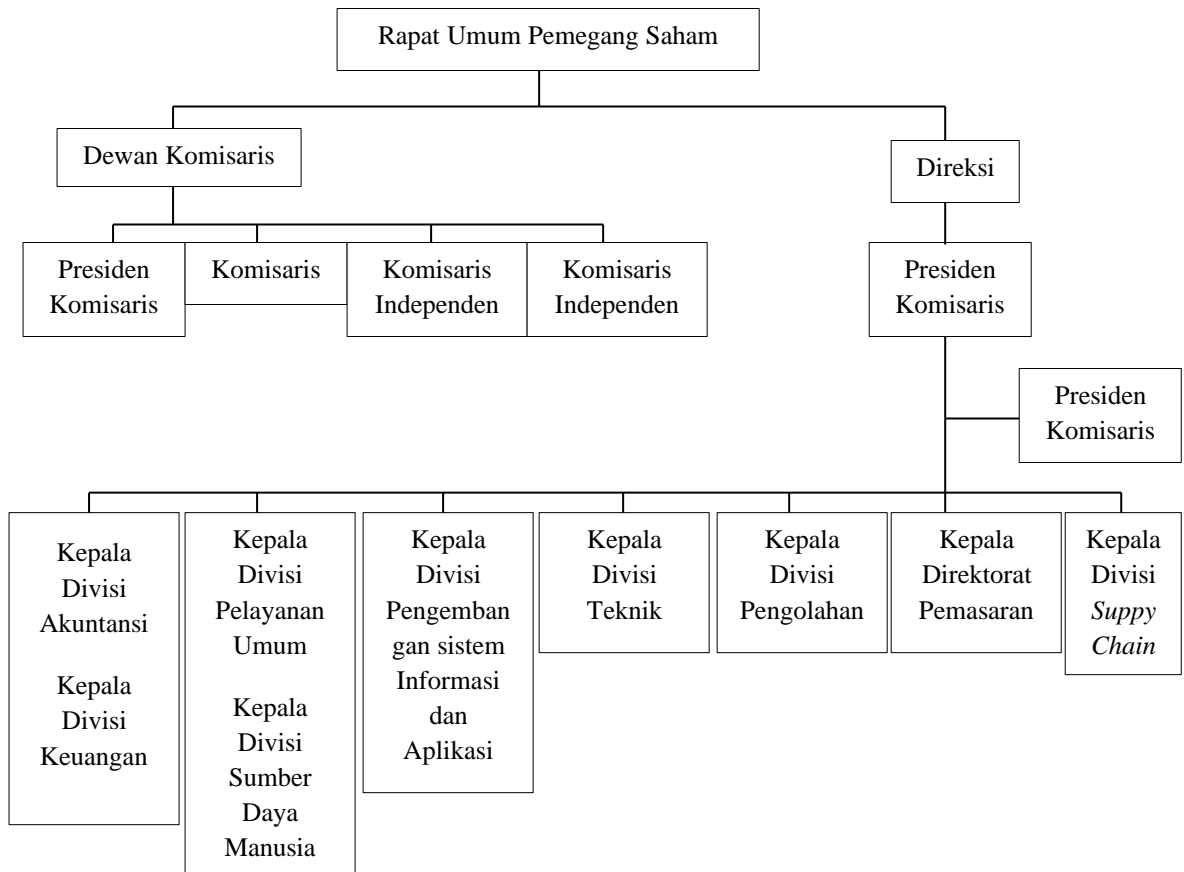 Rapat Umum Pemegang Saham
Dewan Komisaris
Direksi
Presiden
Komisaris
Komisaris
Komisaris
Independen
Komisaris
Independen
Presiden
Komisaris
Presiden
Komisaris
Kepala
Divisi
Akuntansi
Kepala
Divisi
Keuangan
Kepala
Divisi
Pelayanan
Umum
Kepala
Divisi
Sumber
Daya
Manusia
Kepala
Divisi
Pengemban
gan sistem
Informasi
dan
Aplikasi
Kepala
Divisi
Teknik
Kepala
Divisi
Pengolahan
Kepala
Direktorat
Pemasaran
Kepala
Divisi
Suppy
Chain